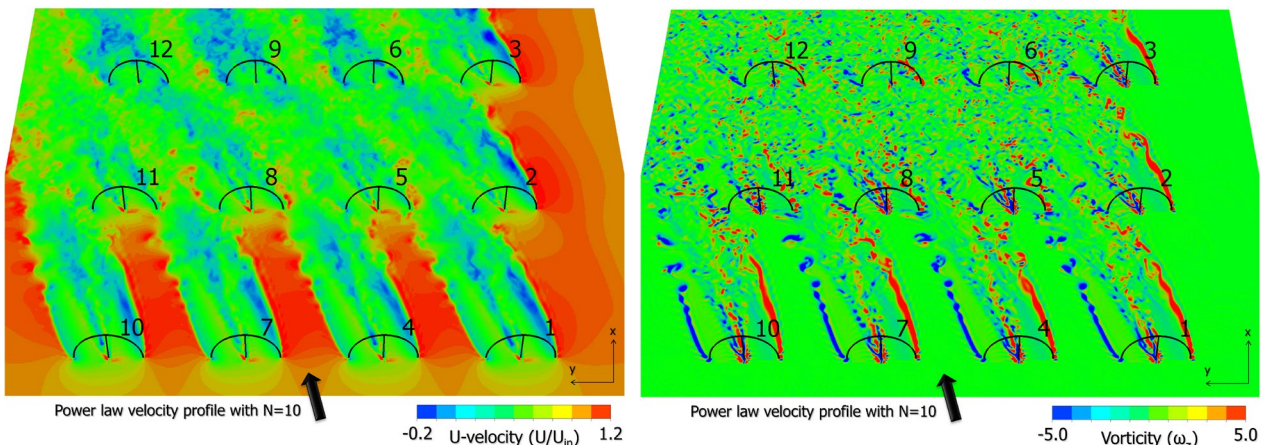 12 9 6 3
11 8 5 2
10 7 4 1
x
y
Power law velocity profile with N=10
-0.2 U-velocity (U/U_in) 1.2
12 9 6 3
11 8 5 2
10 7 4 1
x
y
Power law velocity profile with N=10
-5.0 Vorticity (ω_z) 5.0